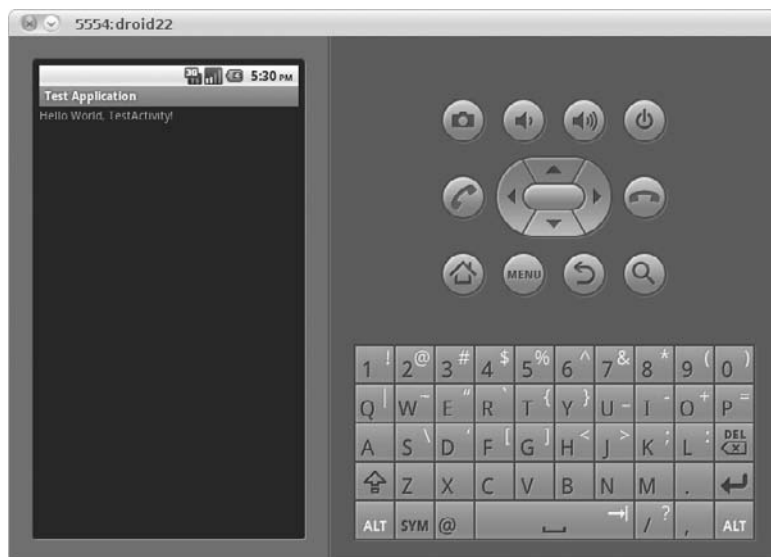 5554:droid22
3G 5:30 PM
Test Application
Hello World, TestActivity!
MENU
1 ! 2 @ 3 # 4 $ 5 % 6 ^ 7 & 8 * 9 ( 0 )
Q | W ~ E " R ` T { Y } U _ I - O + P =
A S \ D ' F [ G ] H < J > K ; L : DEL
Z X C V B N M .
ALT SYM @ / ? , ALT